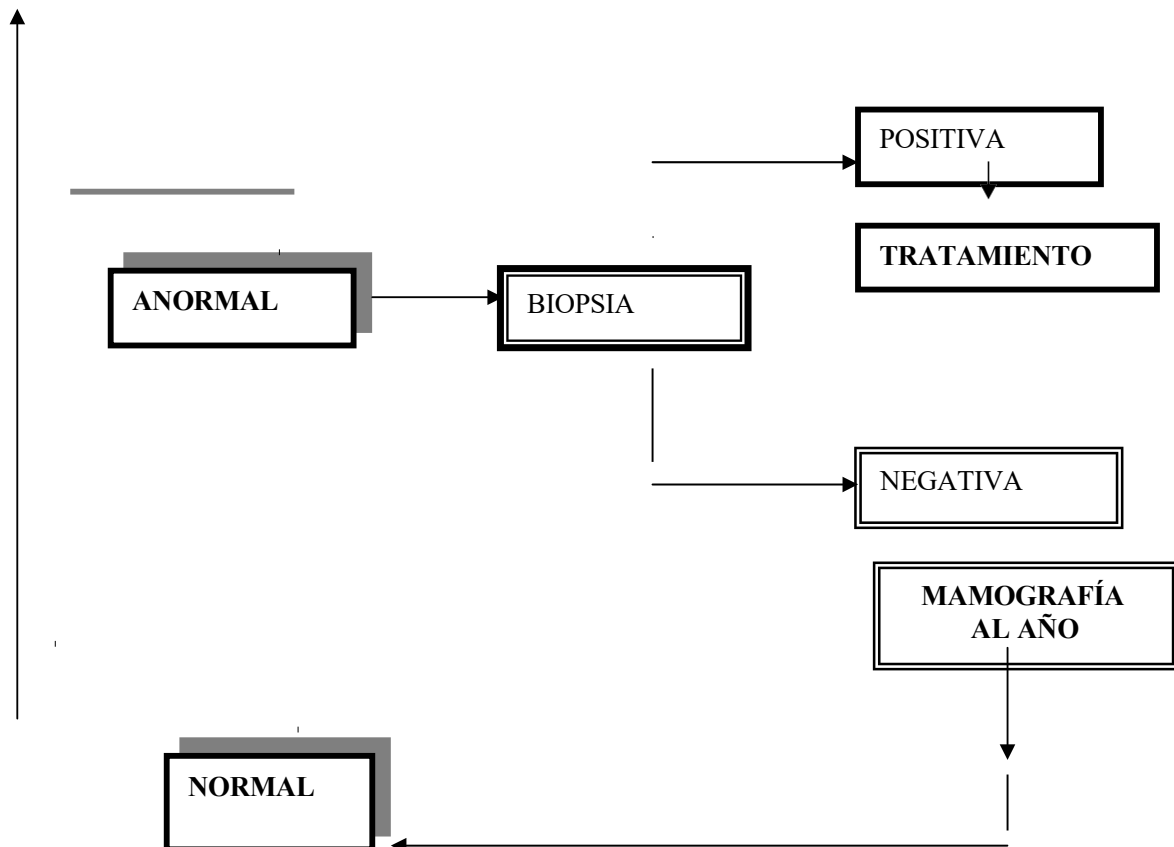 POSITIVA
TRATAMIENTO
ANORMAL
BIOPSIA
NEGATIVA
MAMOGRAFÍA
AL AÑO
NORMAL